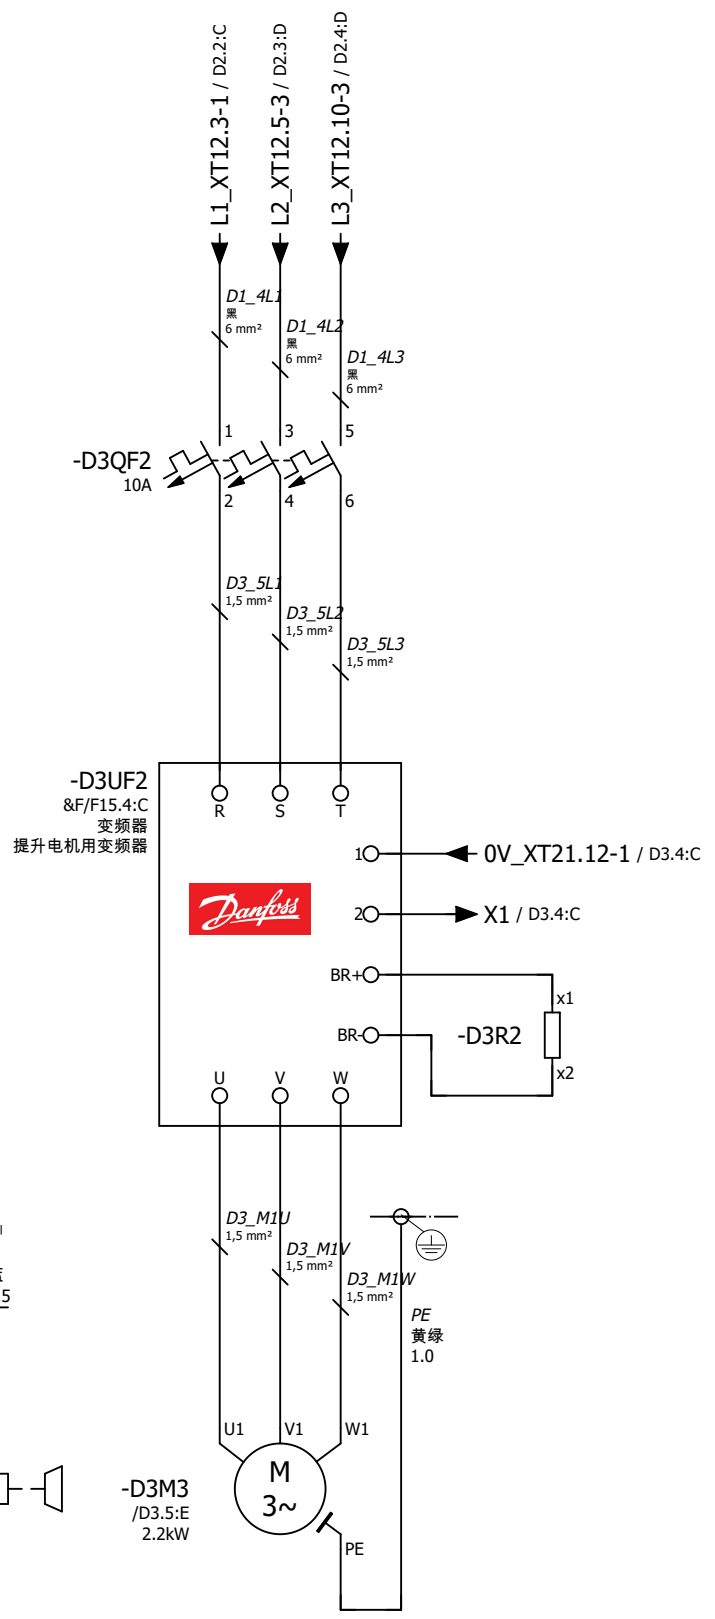 L1_XT12.3-1 / D2.2:C
L2_XT12.5-3 / D2.3:D
L3_XT12.10-3 / D2.4:D
D1_4L1
黑
6 mm²
D1_4L2
黑
6 mm²
D1_4L3
黑
6 mm²
1
3
5
-D3QF2
10A
2
4
6
D3_5L1
1,5 mm²
D3_5L2
1,5 mm²
D3_5L3
1,5 mm²
-D3UF2
&F/F15.4:C
变频器
提升电机用变频器
R
S
T
1
0V_XT21.12-1 / D3.4:C
Danfoss
2
X1 / D3.4:C
BR+
x1
BR-
-D3R2
x2
U
V
W
D3_M1U
1,5 mm²
D3_M1V
1,5 mm²
D3_M1W
1,5 mm²
5
PE
黄绿
1.0
U1
V1
W1
-D3M3
/D3.5:E
2.2kW
M
3~
PE